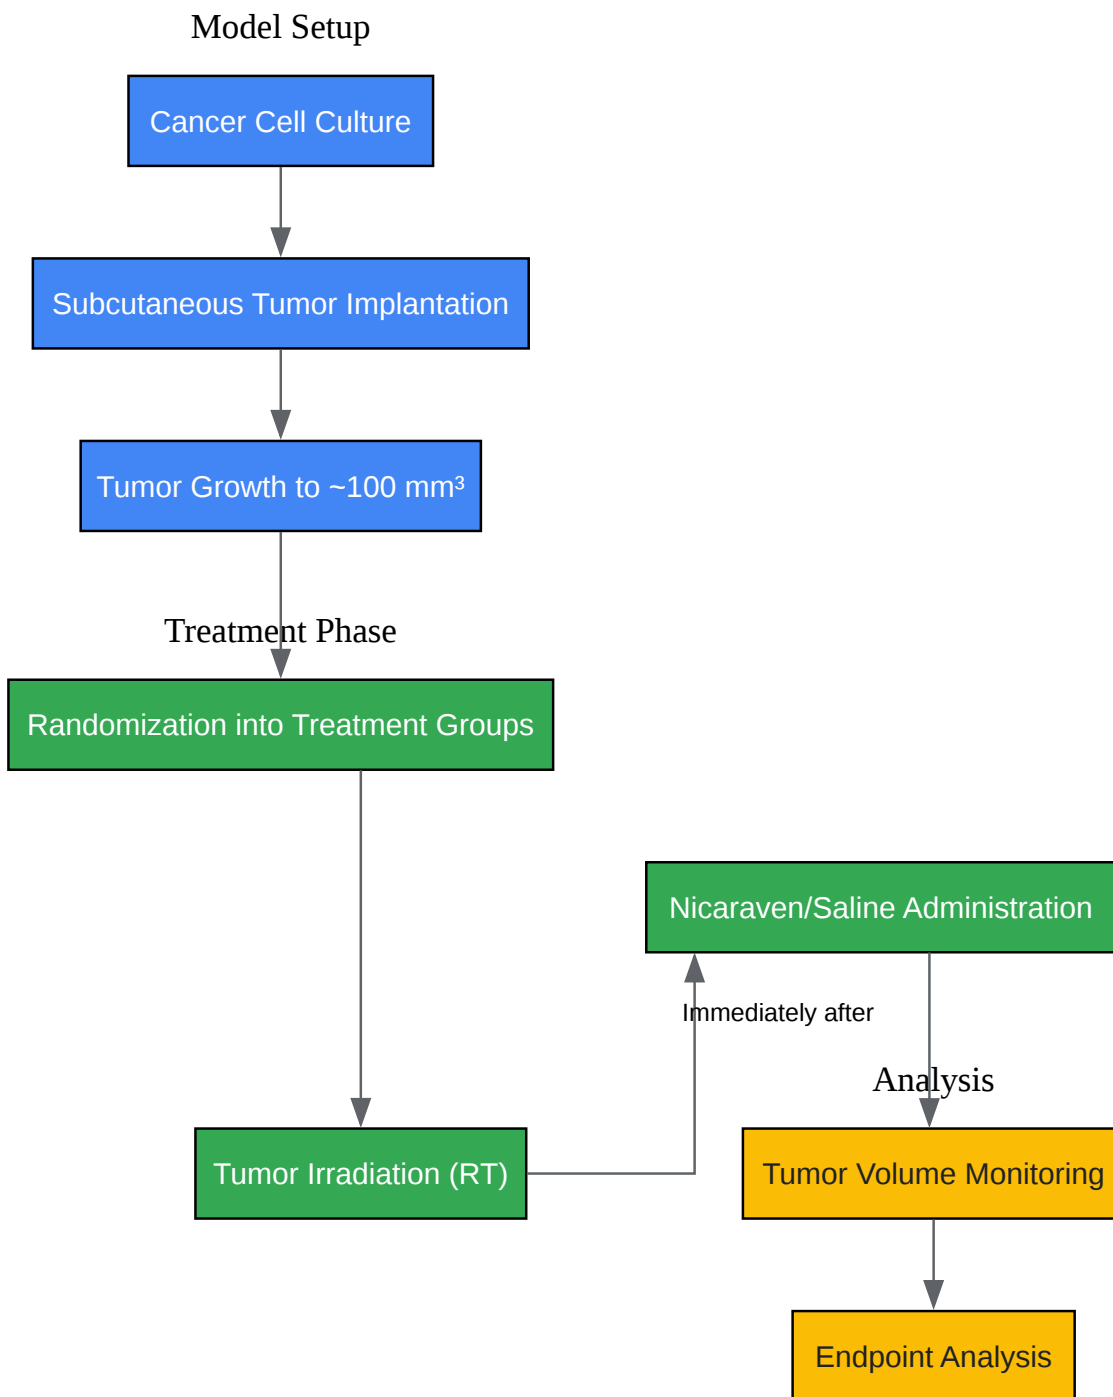 Model Setup
Cancer Cell Culture
Subcutaneous Tumor Implantation
Tumor Growth to ~100 mm³
Treatment Phase
Randomization into Treatment Groups
Nicaraven/Saline Administration
Immediately after
Analysis
Tumor Irradiation (RT)
Tumor Volume Monitoring
Endpoint Analysis